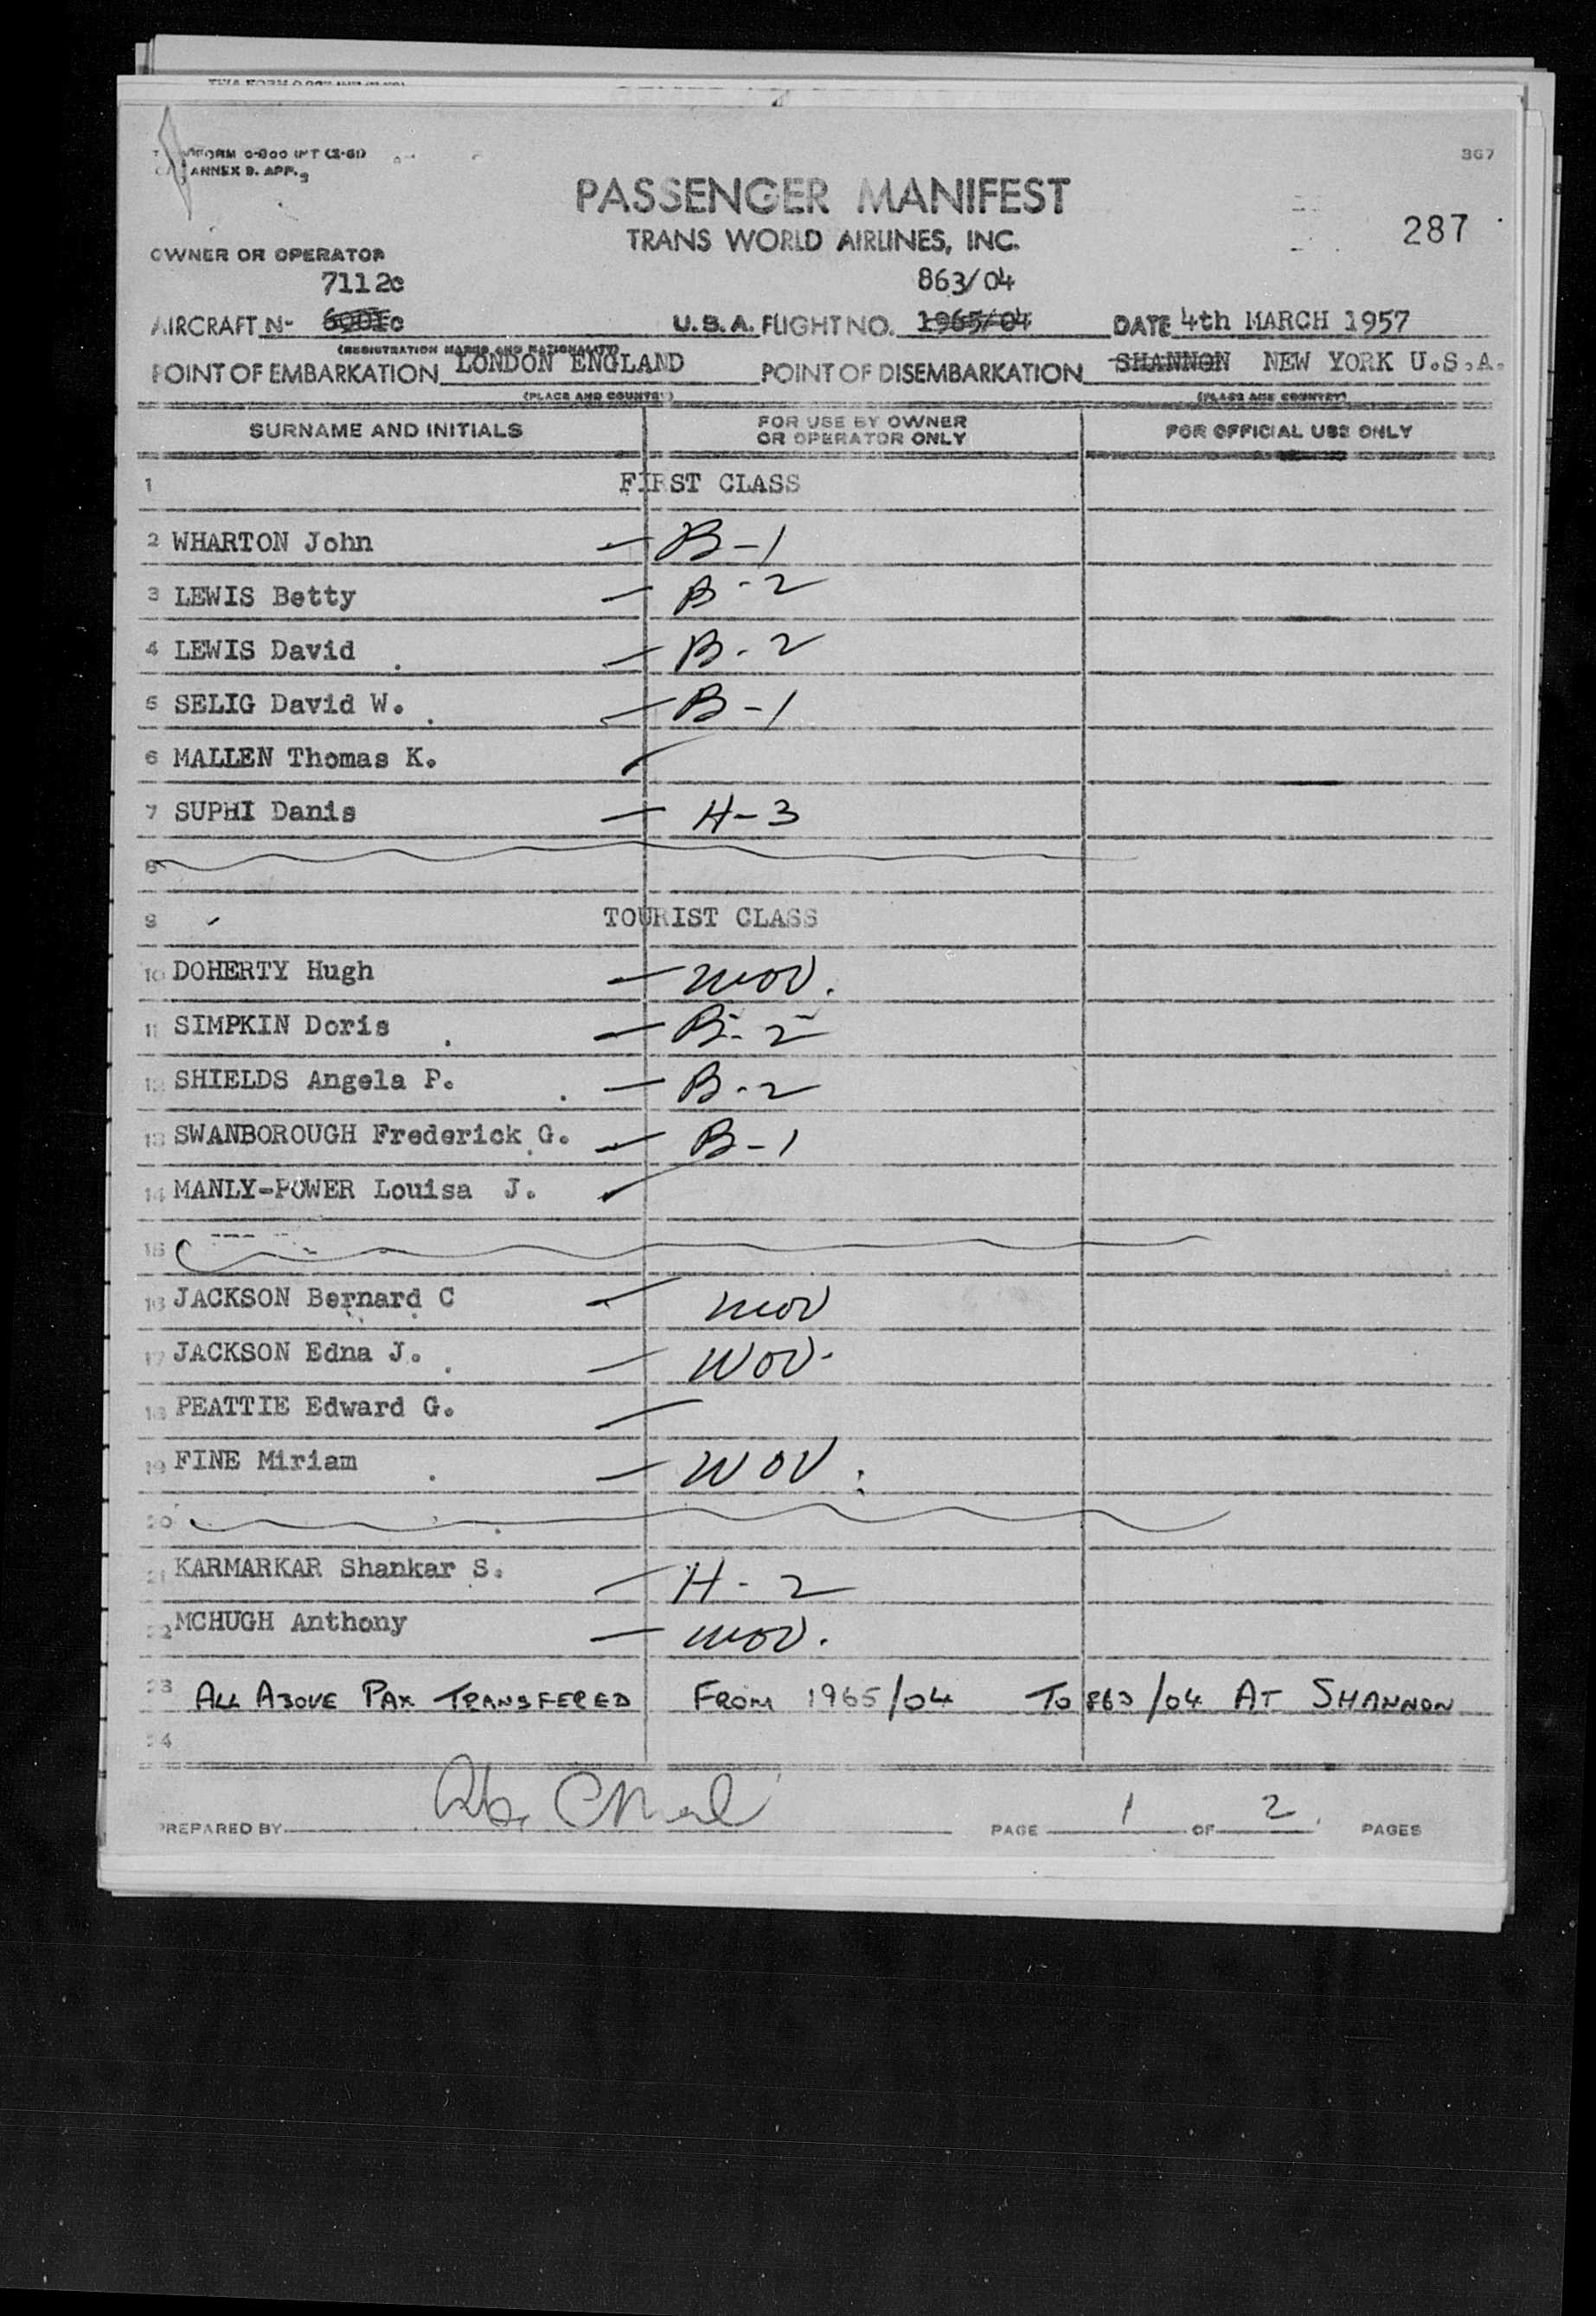 FORM 0-800 INT (2-61)
367
ANNEX 9. APP. 3
PASSENGER MANIFEST
TRANS WORLD AIRLINES, INC.
287
OWNER OR OPERATOR
7112c
863/04
AIRCRAFT N- 6001c U.S.A. FLIGHT NO. 1965/04 DATE 4th MARCH 1957
(REGISTRATION MARKS AND NATIONALITY)
POINT OF EMBARKATION LONDON ENGLAND POINT OF DISEMBARKATION SHANNON NEW YORK U.S.A.
(PLACE AND COUNTRY) (PLACE AND COUNTRY)
SURNAME AND INITIALS FOR USE BY OWNER OR OPERATOR ONLY FOR OFFICIAL USE ONLY
1 FIRST CLASS
2 WHARTON John — B-1
3 LEWIS Betty — B-2
4 LEWIS David — B-2
5 SELIG David W. — B-1
6 MALLEN Thomas K.
7 SUPHI Danis — H-3
8
9 TOURIST CLASS
10 DOHERTY Hugh — mov.
11 SIMPKIN Doris — B-2
12 SHIELDS Angela P. — B-2
13 SWANBOROUGH Frederick G. — B-1
14 MANLY-POWER Louisa J.
15
16 JACKSON Bernard C — mov
17 JACKSON Edna J. — wov.
18 PEATTIE Edward G. —
19 FINE Miriam — wov.
20
21 KARMARKAR Shankar S. — H-2
22 MCHUGH Anthony — mov.
23 ALL ABOVE PAX TRANSFERED FROM 1965/04 TO 863/04 AT SHANNON
24
PREPARED BY PAGE 1 OF 2 PAGES